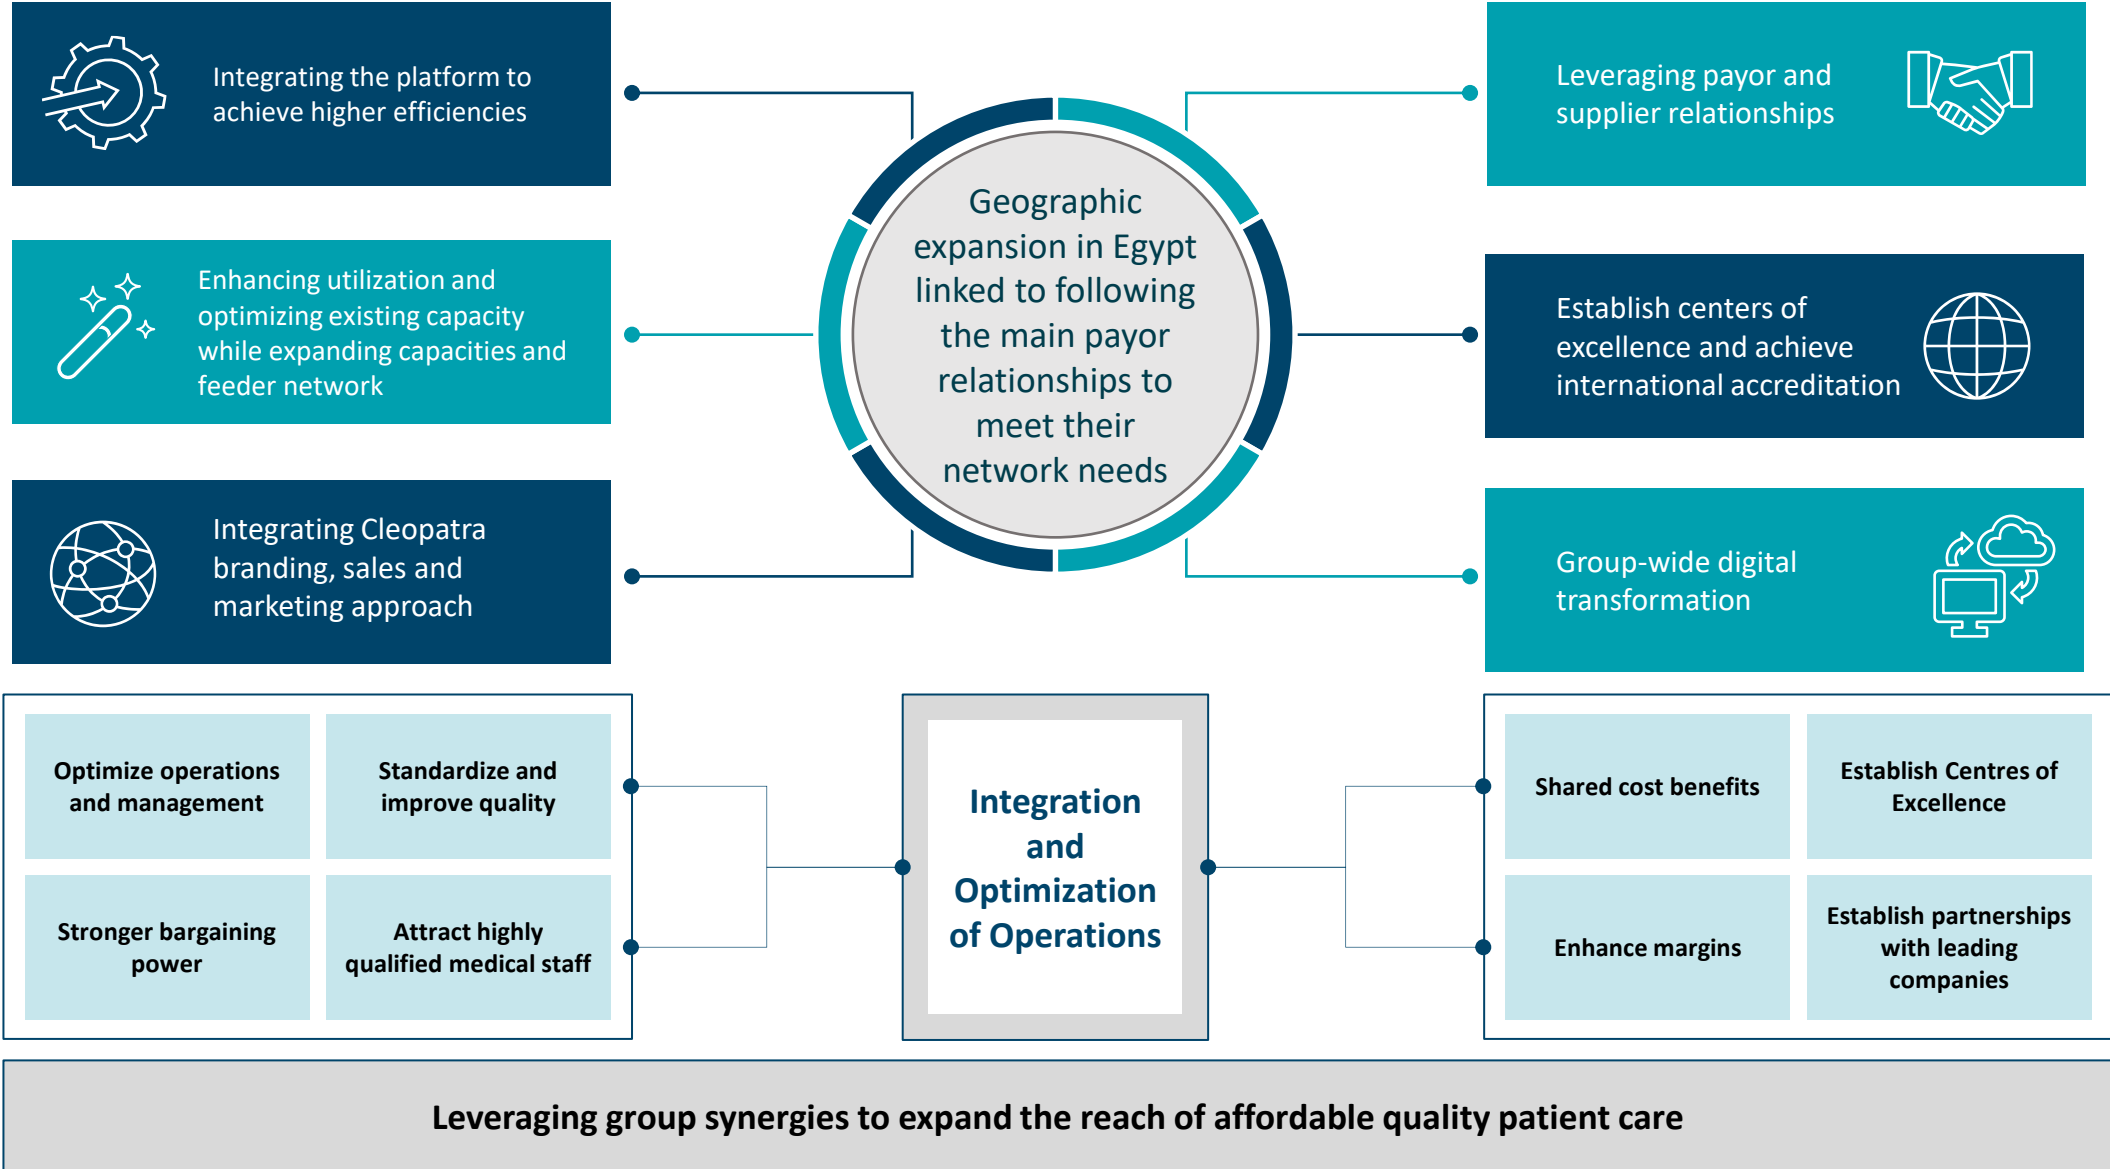 Integrating the platform to
achieve higher efficiencies
Enhancing utilization and
optimizing existing capacity
while expanding capacities and
feeder network
Integrating Cleopatra
branding, sales and
marketing approach
Geographic
expansion in Egypt
linked to following
the main payor
relationships to
meet their
network needs
Leveraging payor and
supplier relationships
Establish centers of
excellence and achieve
international accreditation
Group-wide digital
transformation
Optimize operations
and management
Standardize and
improve quality
Stronger bargaining
power
Attract highly
qualified medical staff
Integration
and
Optimization
of Operations
Shared cost benefits
Establish Centres of
Excellence
Enhance margins
Establish partnerships
with leading
companies
Leveraging group synergies to expand the reach of affordable quality patient care